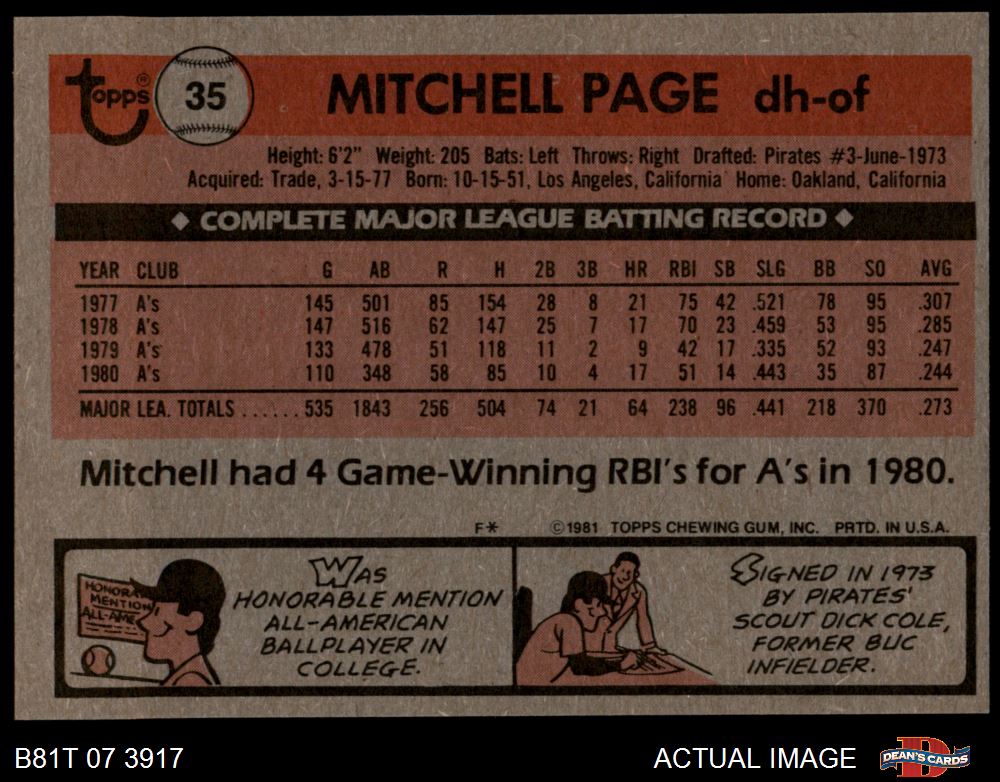 topps® 35 MITCHELL PAGE dh-of
Height: 6'2" Weight: 205 Bats: Left Throws: Right Drafted: Pirates #3-June-1973
Acquired: Trade, 3-15-77 Born: 10-15-51, Los Angeles, California Home: Oakland, California
◆ COMPLETE MAJOR LEAGUE BATTING RECORD ◆
YEAR CLUB G AB R H 2B 3B HR RBI SB SLG BB SO AVG
1977 A's 145 501 85 154 28 8 21 75 42 .521 78 95 .307
1978 A's 147 516 62 147 25 7 17 70 23 .459 53 95 .285
1979 A's 133 478 51 118 11 2 9 42 17 .335 52 93 .247
1980 A's 110 348 58 85 10 4 17 51 14 .443 35 87 .244
MAJOR LEA. TOTALS ...... 535 1843 256 504 74 21 64 238 96 .441 218 370 .273
Mitchell had 4 Game-Winning RBI's for A's in 1980.
F* ©1981 TOPPS CHEWING GUM, INC. PRTD. IN U.S.A.
HONORA
MENTION
ALL-AME
WAS
HONORABLE MENTION
ALL-AMERICAN
BALLPLAYER IN
COLLEGE.
SIGNED IN 1973
BY PIRATES'
SCOUT DICK COLE,
FORMER BUC
INFIELDER.
B81T 07 3917 ACTUAL IMAGE D DEAN'S CARDS